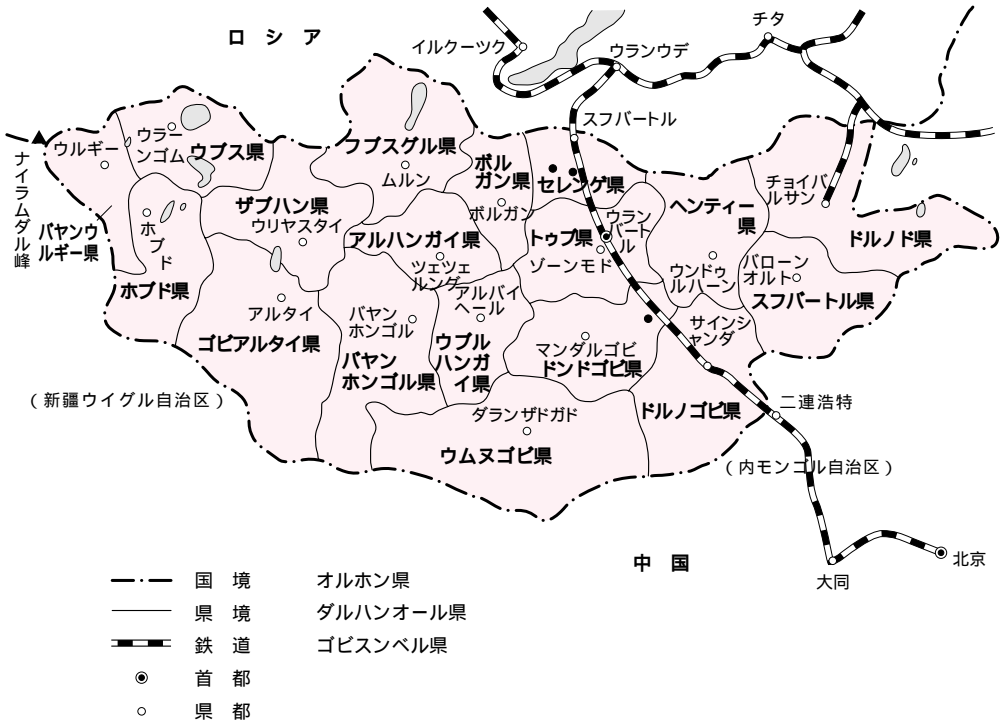 ロ シ ア
チタ
イルクーツク
ウランウデ
スフバートル
ナイラムダル峰
ウルギー
ウラー
ンゴム
ウブス県
フブスグル県
ムルン
ボル
ガン県
ボルガン
セレンゲ県
ヘンティー
県
チョイバ
ルサン
ドルノド県
バヤンウ
ルギー県
ホブド
ザブハン県
ウリヤスタイ
アルハンガイ県
ツェツェ
ルング
トゥブ県
ウラン
バート
ル
ゾーンモド
ウンドゥ
ルハーン
バローン
オルト
スフバートル県
ホブド県
アルタイ
ゴビアルタイ県
バヤン
ホンゴル
バヤン
ホンゴル県
アルバイ
ヘール
ウブル
ハンガ
イ県
マンダルゴビ
ドンドゴビ県
サインシ
ャンダ
ドルノゴビ県
(新疆ウイグル自治区)
ダランザドガド
ウムヌゴビ県
二連浩特
(内モンゴル自治区)
中 国
大同
北京
国 境
県 境
鉄 道
首 都
県 都
オルホン県
ダルハンオール県
ゴビスンベル県